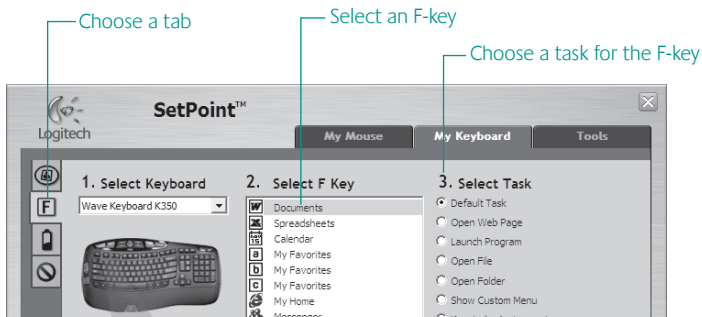 Choose a tab
Select an F-key
Choose a task for the F-key
Logitech
SetPoint™
My Mouse
My Keyboard
Tools
1. Select Keyboard
Wave Keyboard K350
2. Select F Key
Documents
Spreadsheets
Calendar
My Favorites
My Favorites
My Favorites
My Home
Messenger
3. Select Task
Default Task
Open Web Page
Launch Program
Open File
Open Folder
Show Custom Menu
F
W
X
15
a
b
c